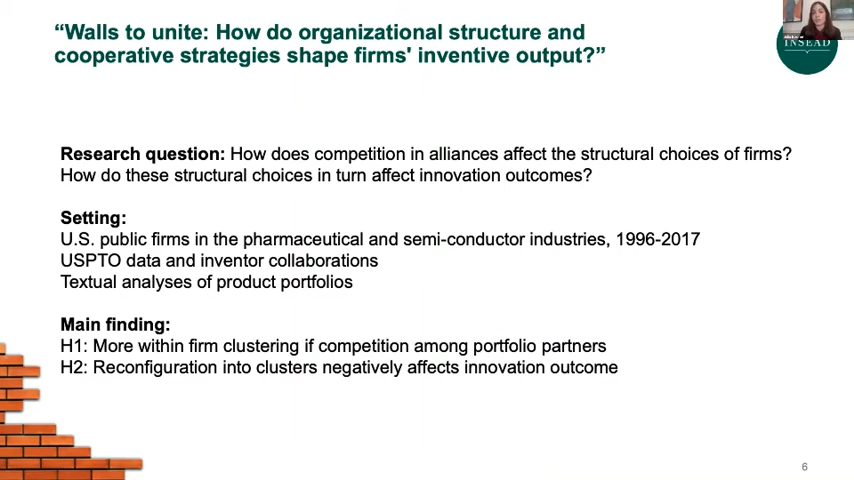 “Walls to unite: How do organizational structure and
cooperative strategies shape firms' inventive output?”
INSEAD
Research question: How does competition in alliances affect the structural choices of firms?
How do these structural choices in turn affect innovation outcomes?
Setting:
U.S. public firms in the pharmaceutical and semi-conductor industries, 1996-2017
USPTO data and inventor collaborations
Textual analyses of product portfolios
Main finding:
H1: More within firm clustering if competition among portfolio partners
H2: Reconfiguration into clusters negatively affects innovation outcome
6